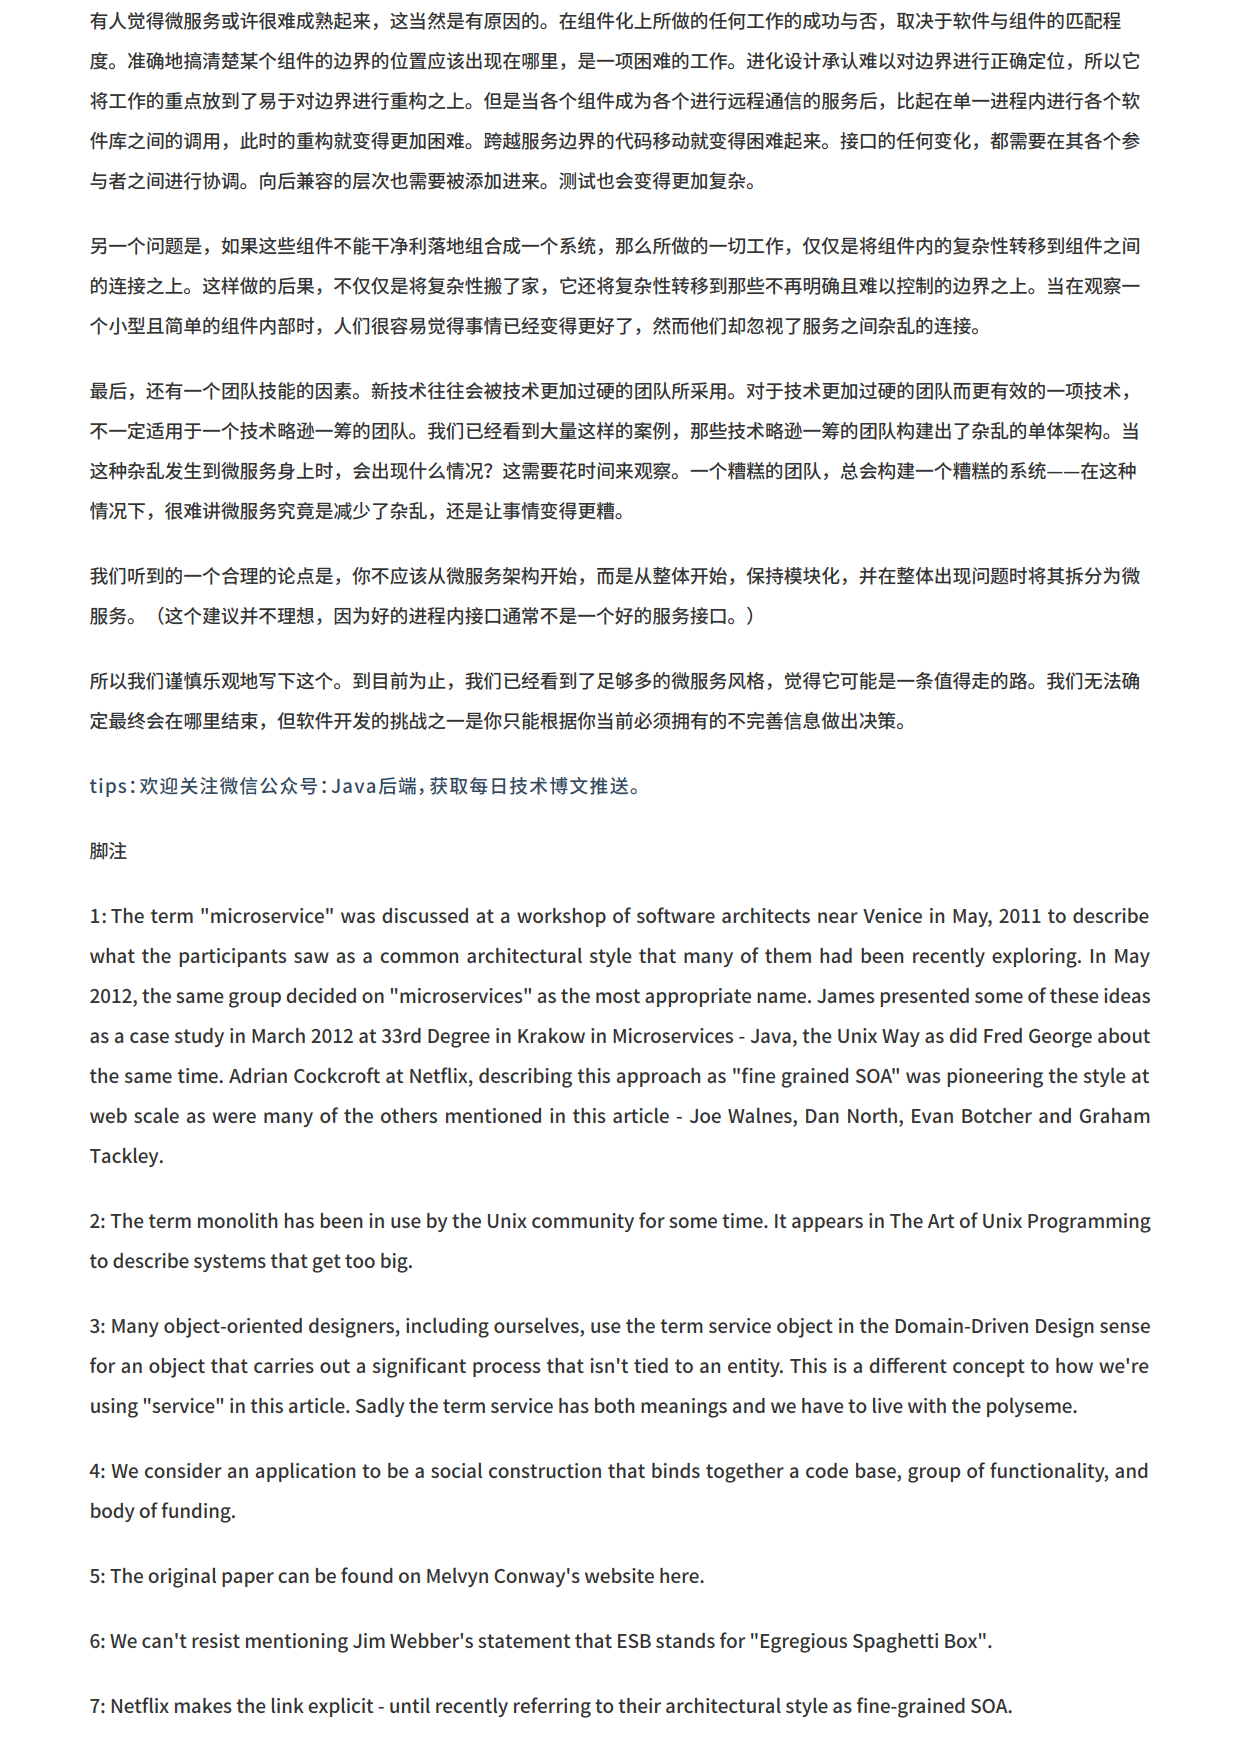 有人觉得微服务或许很难成熟起来，这当然是有原因的。在组件化上所做的任何工作的成功与否，取决于软件与组件的匹配程
度。准确地搞清楚某个组件的边界的位置应该出现在哪里，是一项困难的工作。进化设计承认难以对边界进行正确定位，所以它
将工作的重点放到了易于对边界进行重构之上。但是当各个组件成为各个进行远程通信的服务后，比起在单一进程内进行各个软
件库之间的调用，此时的重构就变得更加困难。跨越服务边界的代码移动就变得困难起来。接口的任何变化，都需要在其各个参
与者之间进行协调。向后兼容的层次也需要被添加进来。测试也会变得更加复杂。
另一个问题是，如果这些组件不能干净利落地组合成一个系统，那么所做的一切工作，仅仅是将组件内的复杂性转移到组件之间
的连接之上。这样做的后果，不仅仅是将复杂性搬了家，它还将复杂性转移到那些不再明确且难以控制的边界之上。当在观察一
个小型且简单的组件内部时，人们很容易觉得事情已经变得更好了，然而他们却忽视了服务之间杂乱的连接。
最后，还有一个团队技能的因素。新技术往往会被技术更加过硬的团队所采用。对于技术更加过硬的团队而更有效的一项技术，
不一定适用于一个技术略逊一筹的团队。我们已经看到大量这样的案例，那些技术略逊一筹的团队构建出了杂乱的单体架构。当
这种杂乱发生到微服务身上时，会出现什么情况？这需要花时间来观察。一个糟糕的团队，总会构建一个糟糕的系统——在这种
情况下，很难讲微服务究竟是减少了杂乱，还是让事情变得更糟。
我们听到的一个合理的论点是，你不应该从微服务架构开始，而是从整体开始，保持模块化，并在整体出现问题时将其拆分为微
服务。（这个建议并不理想，因为好的进程内接口通常不是一个好的服务接口。）
所以我们谨慎乐观地写下这个。到目前为止，我们已经看到了足够多的微服务风格，觉得它可能是一条值得走的路。我们无法确
定最终会在哪里结束，但软件开发的挑战之一是你只能根据你当前必须拥有的不完善信息做出决策。
tips：欢迎关注微信公众号：Java后端，获取每日技术博文推送。
脚注
1: The term "microservice" was discussed at a workshop of software architects near Venice in May, 2011 to describe
what the participants saw as a common architectural style that many of them had been recently exploring. In May
2012, the same group decided on "microservices" as the most appropriate name. James presented some of these ideas
as a case study in March 2012 at 33rd Degree in Krakow in Microservices - Java, the Unix Way as did Fred George about
the same time. Adrian Cockcroft at Netflix, describing this approach as "fine grained SOA" was pioneering the style at
web scale as were many of the others mentioned in this article - Joe Walnes, Dan North, Evan Botcher and Graham
Tackley.
2: The term monolith has been in use by the Unix community for some time. It appears in The Art of Unix Programming
to describe systems that get too big.
3: Many object-oriented designers, including ourselves, use the term service object in the Domain-Driven Design sense
for an object that carries out a significant process that isn't tied to an entity. This is a different concept to how we're
using "service" in this article. Sadly the term service has both meanings and we have to live with the polyseme.
4: We consider an application to be a social construction that binds together a code base, group of functionality, and
body of funding.
5: The original paper can be found on Melvyn Conway's website here.
6: We can't resist mentioning Jim Webber's statement that ESB stands for "Egregious Spaghetti Box".
7: Netflix makes the link explicit - until recently referring to their architectural style as fine-grained SOA.